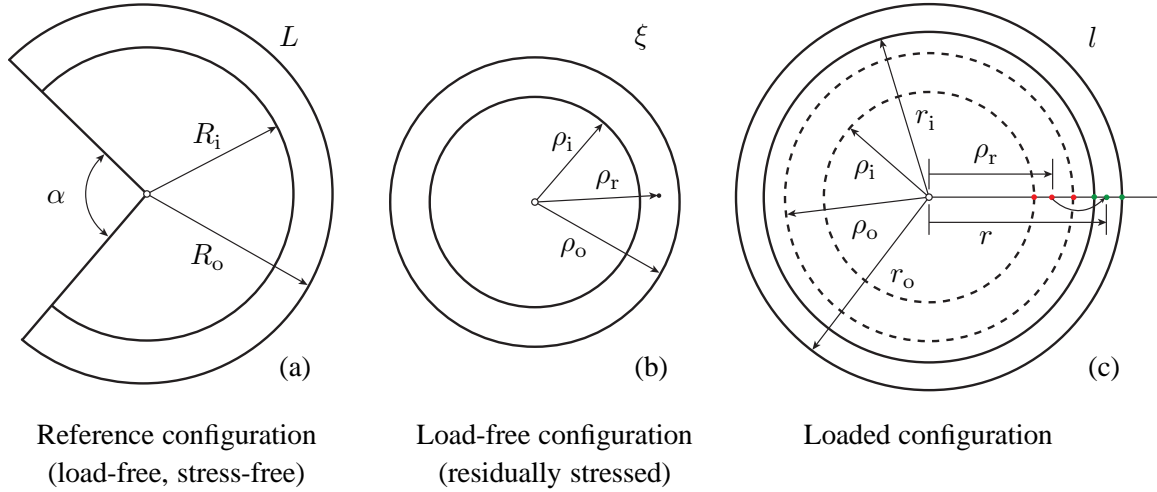 L
R_i
α
R_o
(a)
Reference configuration
(load-free, stress-free)
ξ
ρ_i
ρ_r
ρ_o
(b)
Load-free configuration
(residually stressed)
l
r_i
ρ_r
ρ_i
r
ρ_o
r_o
(c)
Loaded configuration